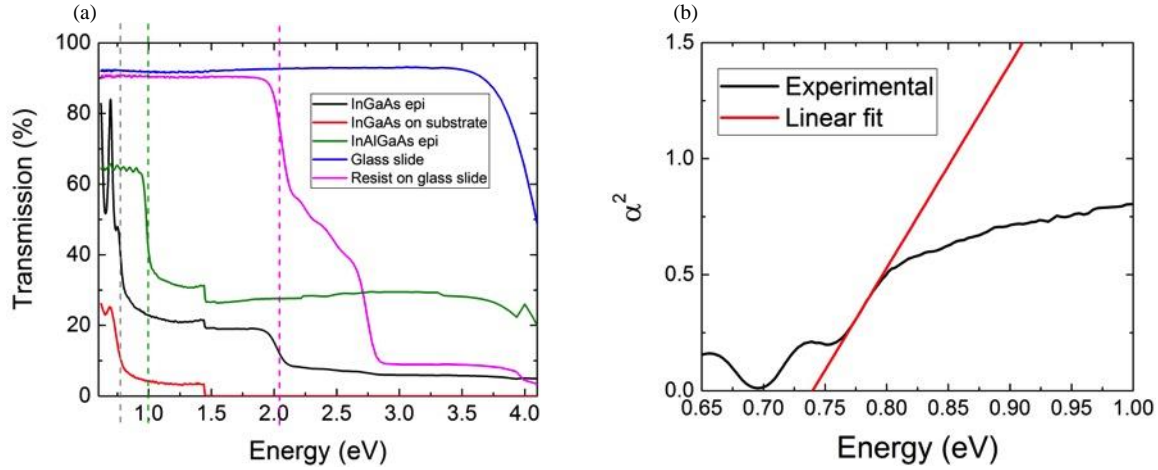 (a)
100
80
60
40
20
0
Transmission (%)
InGaAs epi
InGaAs on substrate
InAlGaAs epi
Glass slide
Resist on glass slide
1.0 1.5 2.0 2.5 3.0 3.5 4.0
Energy (eV)
(b)
1.5
1.0
0.5
0.0
α²
Experimental
Linear fit
0.65 0.70 0.75 0.80 0.85 0.90 0.95 1.00
Energy (eV)